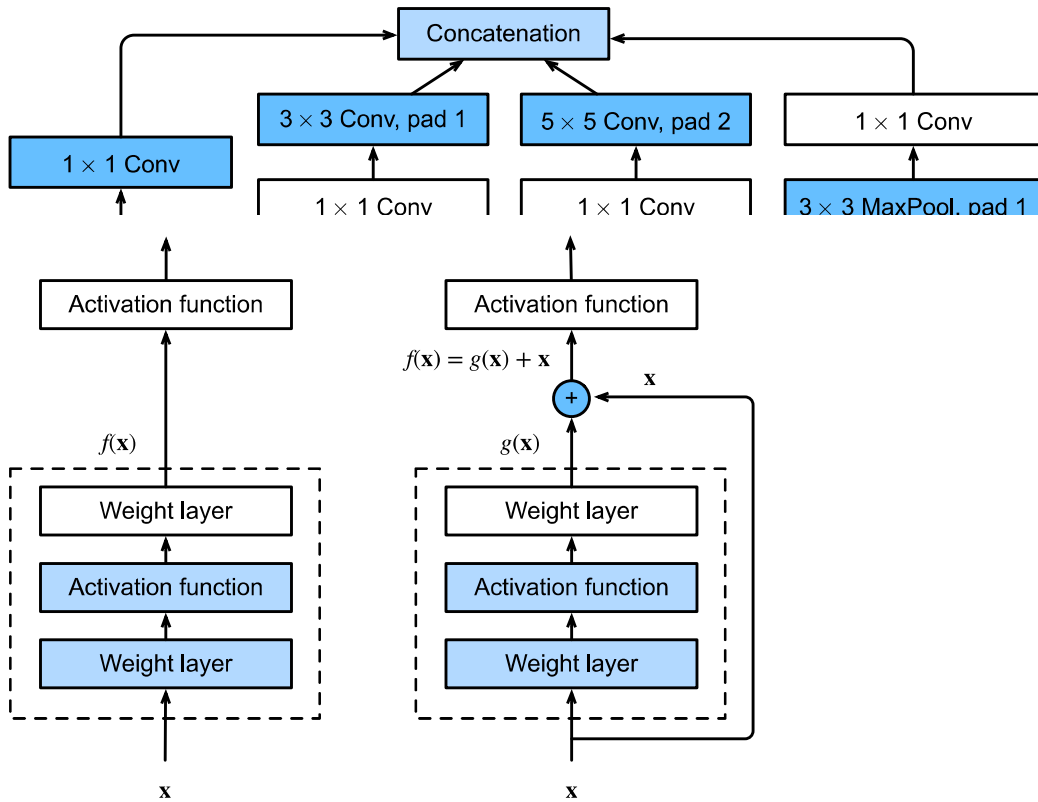 Concatenation
3 × 3 Conv, pad 1
5 × 5 Conv, pad 2
1 × 1 Conv
1 × 1 Conv
1 × 1 Conv
1 × 1 Conv
3 × 3 MaxPool, pad 1
Activation function
Activation function
f(x) = g(x) + x
x
+
f(x)
g(x)
Weight layer
Weight layer
Activation function
Activation function
Weight layer
Weight layer
x
x